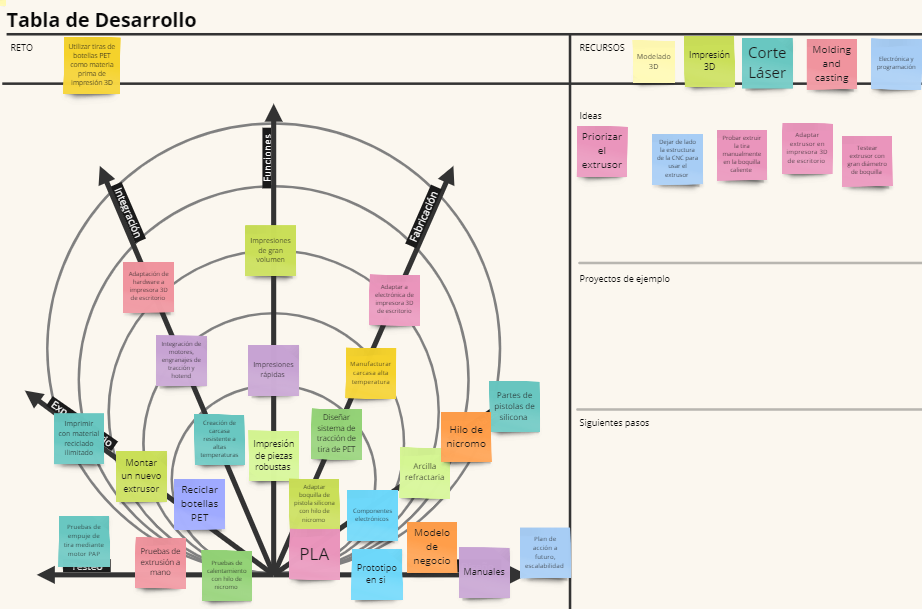 Tabla de Desarrollo
RETO
Utilizar tiras de
botellas PET
como materia
prima de
impresión 3D
RECURSOS
Modelado
3D
Impresión
3D
Corte
Láser
Molding
and
casting
Electrónica y
programación
Ideas
Priorizar
el
extrusor
Dejar de lado
la estructura
de la CNC para
usar el
extrusor
Probar extruir
la tira
manualmente
en la boquilla
caliente
Adaptar
extrusor en
impresora 3D
de escritorio
Testear
extrusor con
gran diámetro
de boquilla
Proyectos de ejemplo
Siguientes pasos
Funciones
Integración
Fabricación
Impresiones
de gran
volumen
Adaptación de
hardware a
impresora 3D
de escritorio
Adaptar a
electrónica de
impresora 3D
de escritorio
Integración de
motores,
engranajes de
tracción y
hotend
Impresiones
rápidas
Manufacturar
carcasa alta
temperatura
Partes de
pistolas de
silicona
Imprimir
con material
reciclado
ilimitado
Creación de
carcasa
resistente a
altas
temperaturas
Impresión
de piezas
robustas
Diseñar
sistema de
tracción de
tira de PET
Hilo de
nicromo
Montar
un nuevo
extrusor
Arcilla
refractaria
Reciclar
botellas
PET
Adaptar
boquilla de
pistola silicona
con hilo de
nicromo
Componentes
electrónicos
Pruebas de
empuje de
tira mediante
motor PAP
Testeo
Pruebas de
extrusión a
mano
Pruebas de
calentamiento
con hilo de
nicromo
PLA
Prototipo
en sí
Modelo
de
negocio
Manuales
Plan de
acción a
futuro,
escalabilidad